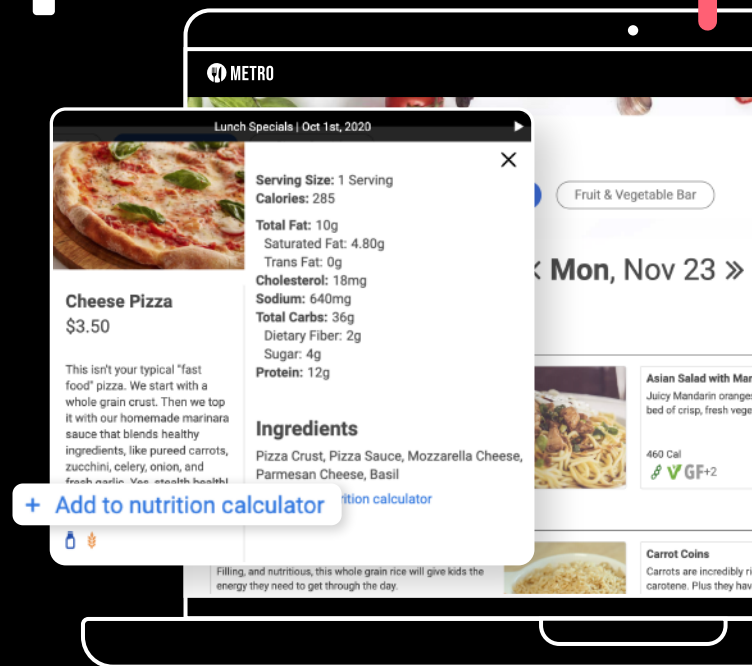 METRO
Lunch Specials | Oct 1st, 2020
Serving Size: 1 Serving
Calories: 285
Total Fat: 10g
Saturated Fat: 4.80g
Trans Fat: 0g
Cholesterol: 18mg
Sodium: 640mg
Total Carbs: 36g
Dietary Fiber: 2g
Sugar: 4g
Protein: 12g
Ingredients
Pizza Crust, Pizza Sauce, Mozzarella Cheese,
Parmesan Cheese, Basil
calculator
Cheese Pizza
$3.50
This isn't your typical "fast
food" pizza. We start with a
whole grain crust. Then we top
it with our homemade marinara
sauce that blends healthy
ingredients, like pureed carrots,
zucchini, celery, onion, and
fresh garlic. Yes, stealth
+ Add to nutrition calculator
Fruit & Vegetable Bar
Mon, Nov 23 »
Asian Salad with
Juicy Mandarin
bed of crisp, fresh
460 Cal
GF+2
Carrot Coins
Carrots are incredibly
carotene. Plus they
Filling, and nutritious, this whole grain rice will give kids the
energy they need to get through the day.